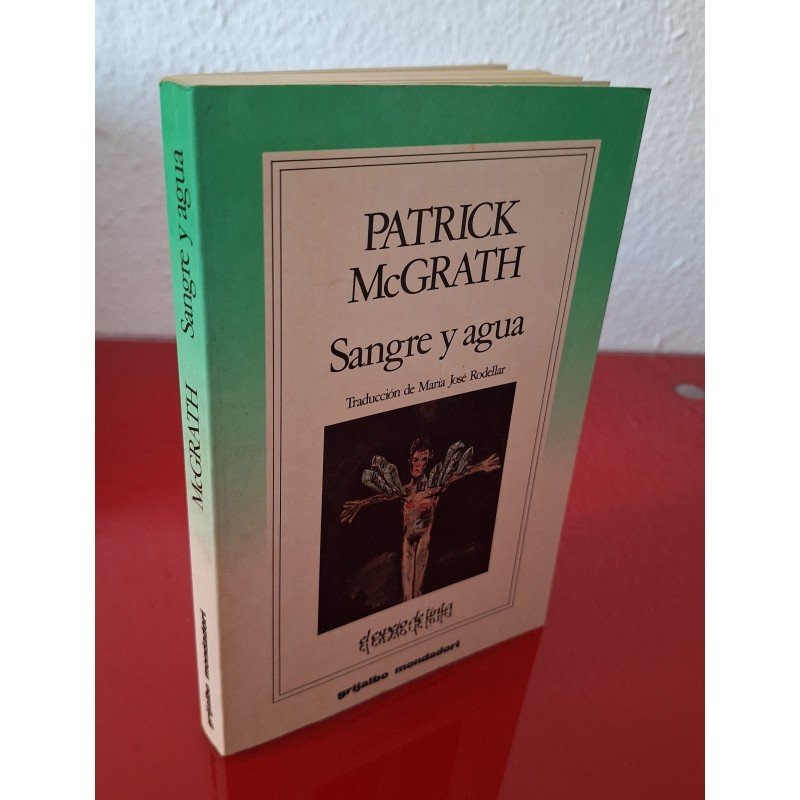 PATRICK
McGRATH
Sangre y agua
Traducción de María José Rodellar
el espejo de tinta
grijalbo mondadori
McGRATH Sangre y agua
grijalbo mondadori